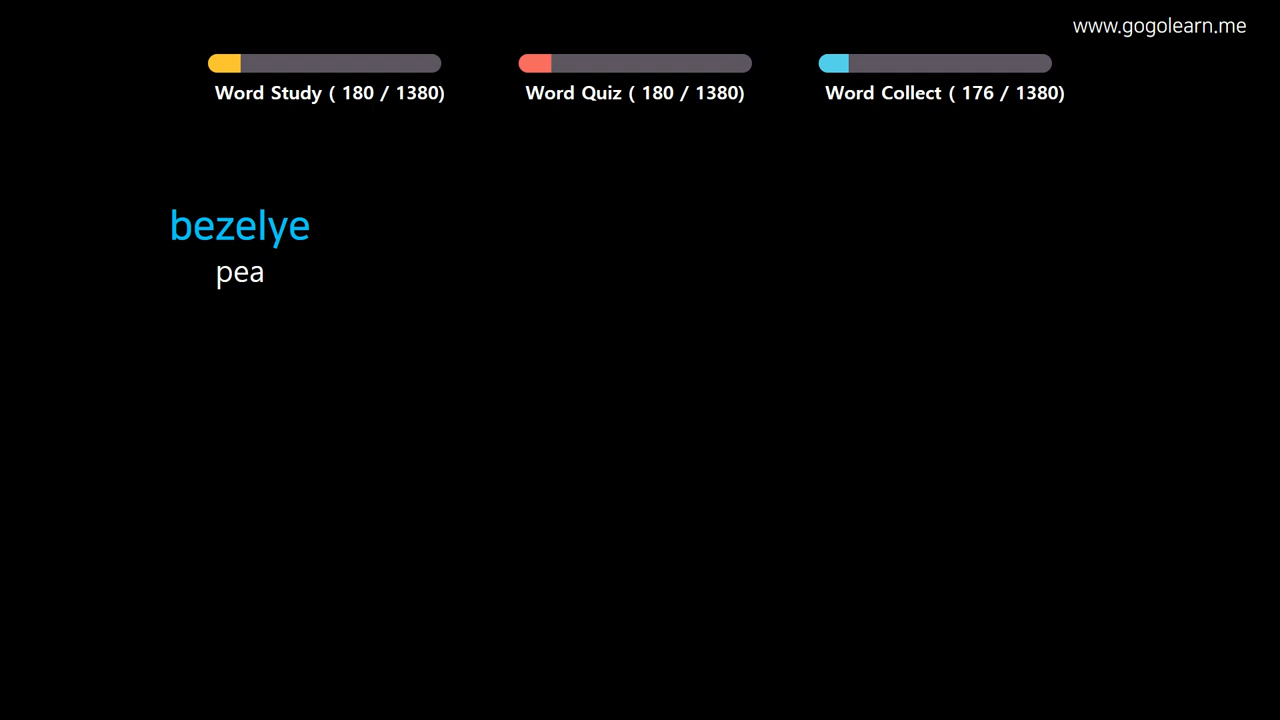 www.gogolearn.me
Word Study ( 180 / 1380)
Word Quiz ( 180 / 1380)
Word Collect ( 176 / 1380)
bezelye
pea